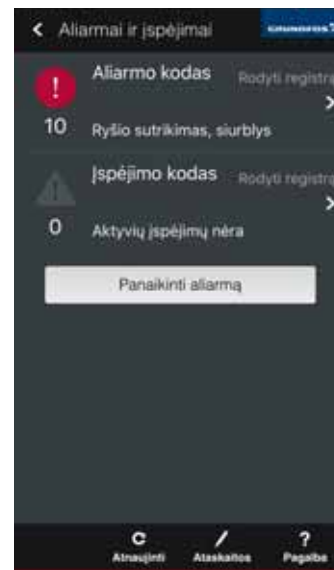 Aliarmai ir įspėjimai
GRUNDFOS
Aliarmo kodas
Rodyti registrą
10
Ryšio sutrikimas, siurblys
Įspėjimo kodas
Rodyti registrą
0
Aktyvių įspėjimų nėra
Panaikinti aliarmą
Atnaujinti
Ataskaitos
Pagalba